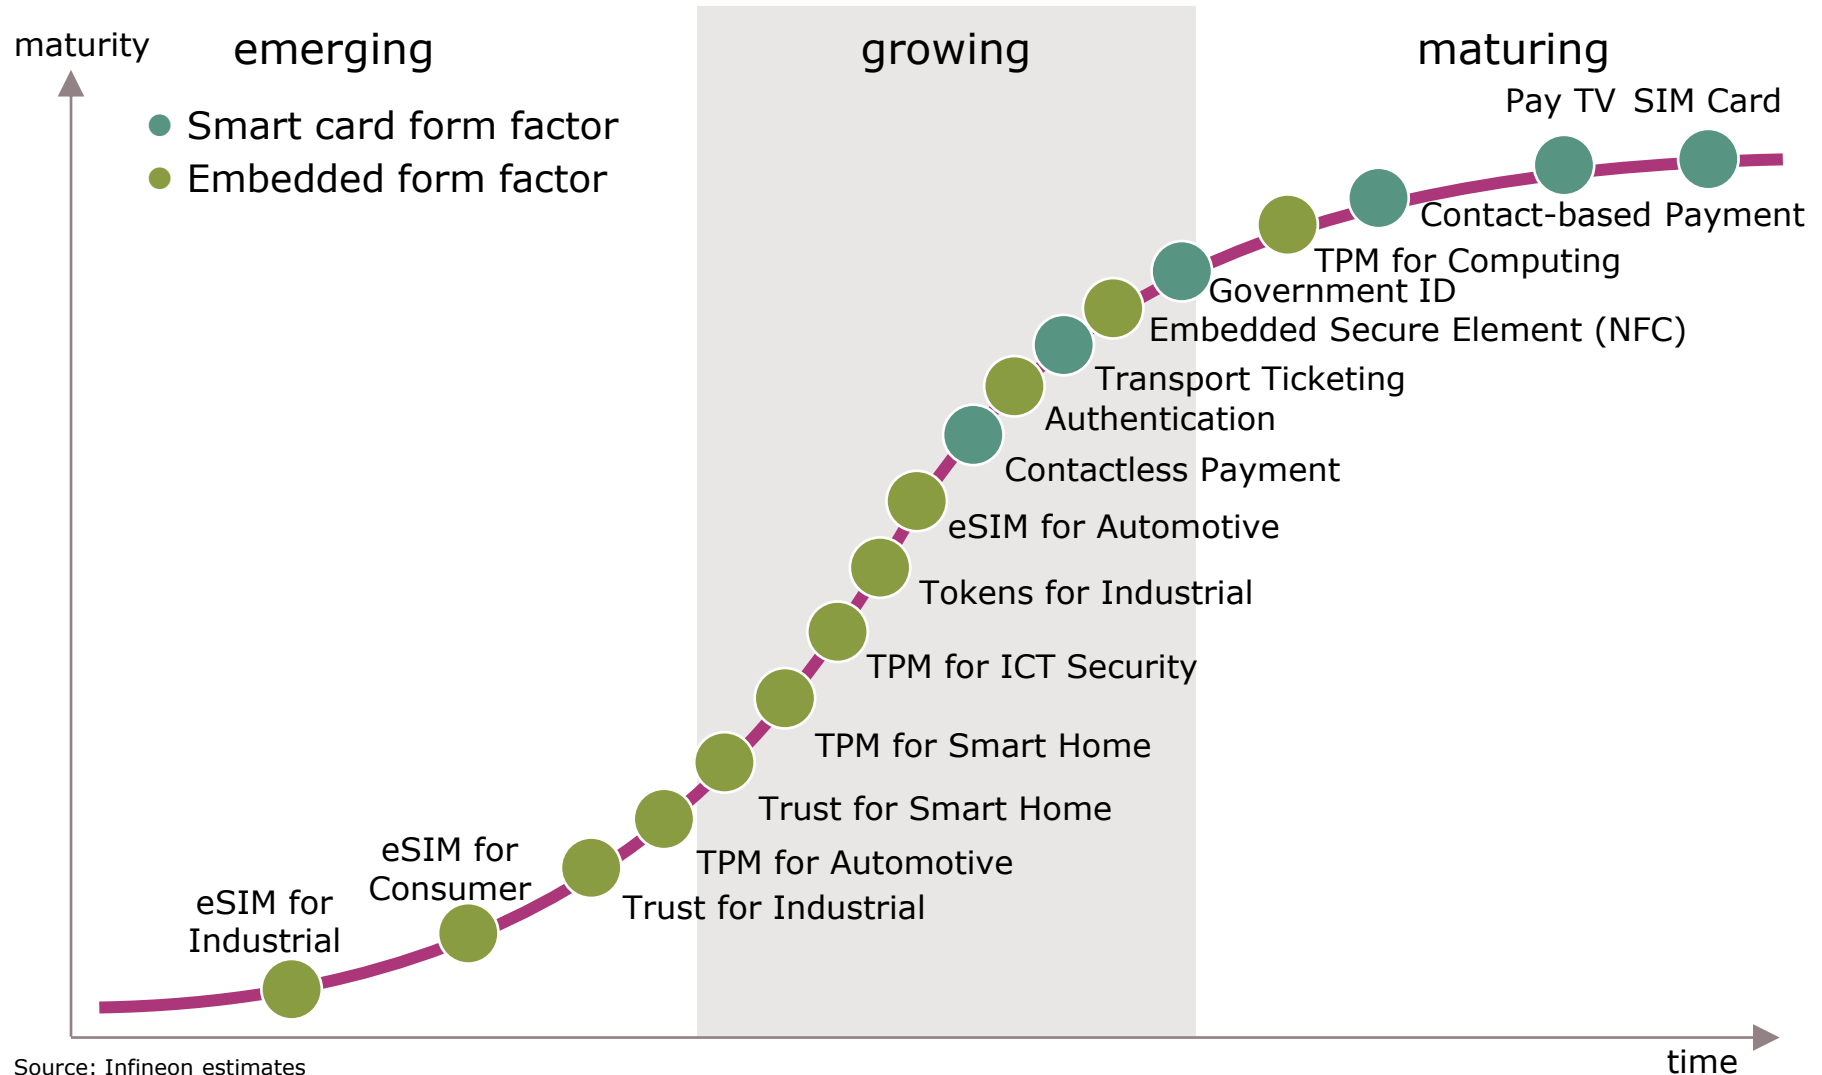 maturity
emerging
growing
maturing
Smart card form factor
Embedded form factor
Pay TV
SIM Card
Contact-based Payment
TPM for Computing
Government ID
Embedded Secure Element (NFC)
Transport Ticketing
Authentication
Contactless Payment
eSIM for Automotive
Tokens for Industrial
TPM for ICT Security
TPM for Smart Home
Trust for Smart Home
TPM for Automotive
Trust for Industrial
eSIM for
Consumer
eSIM for
Industrial
time
Source: Infineon estimates